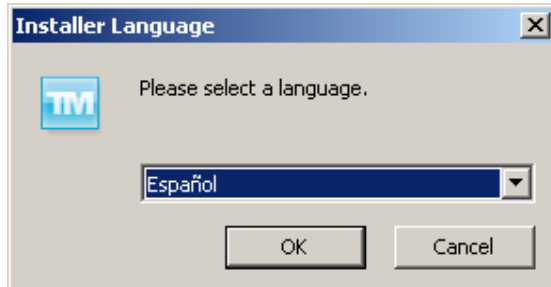 Installer Language
TM
Please select a language.
Español
OK
Cancel